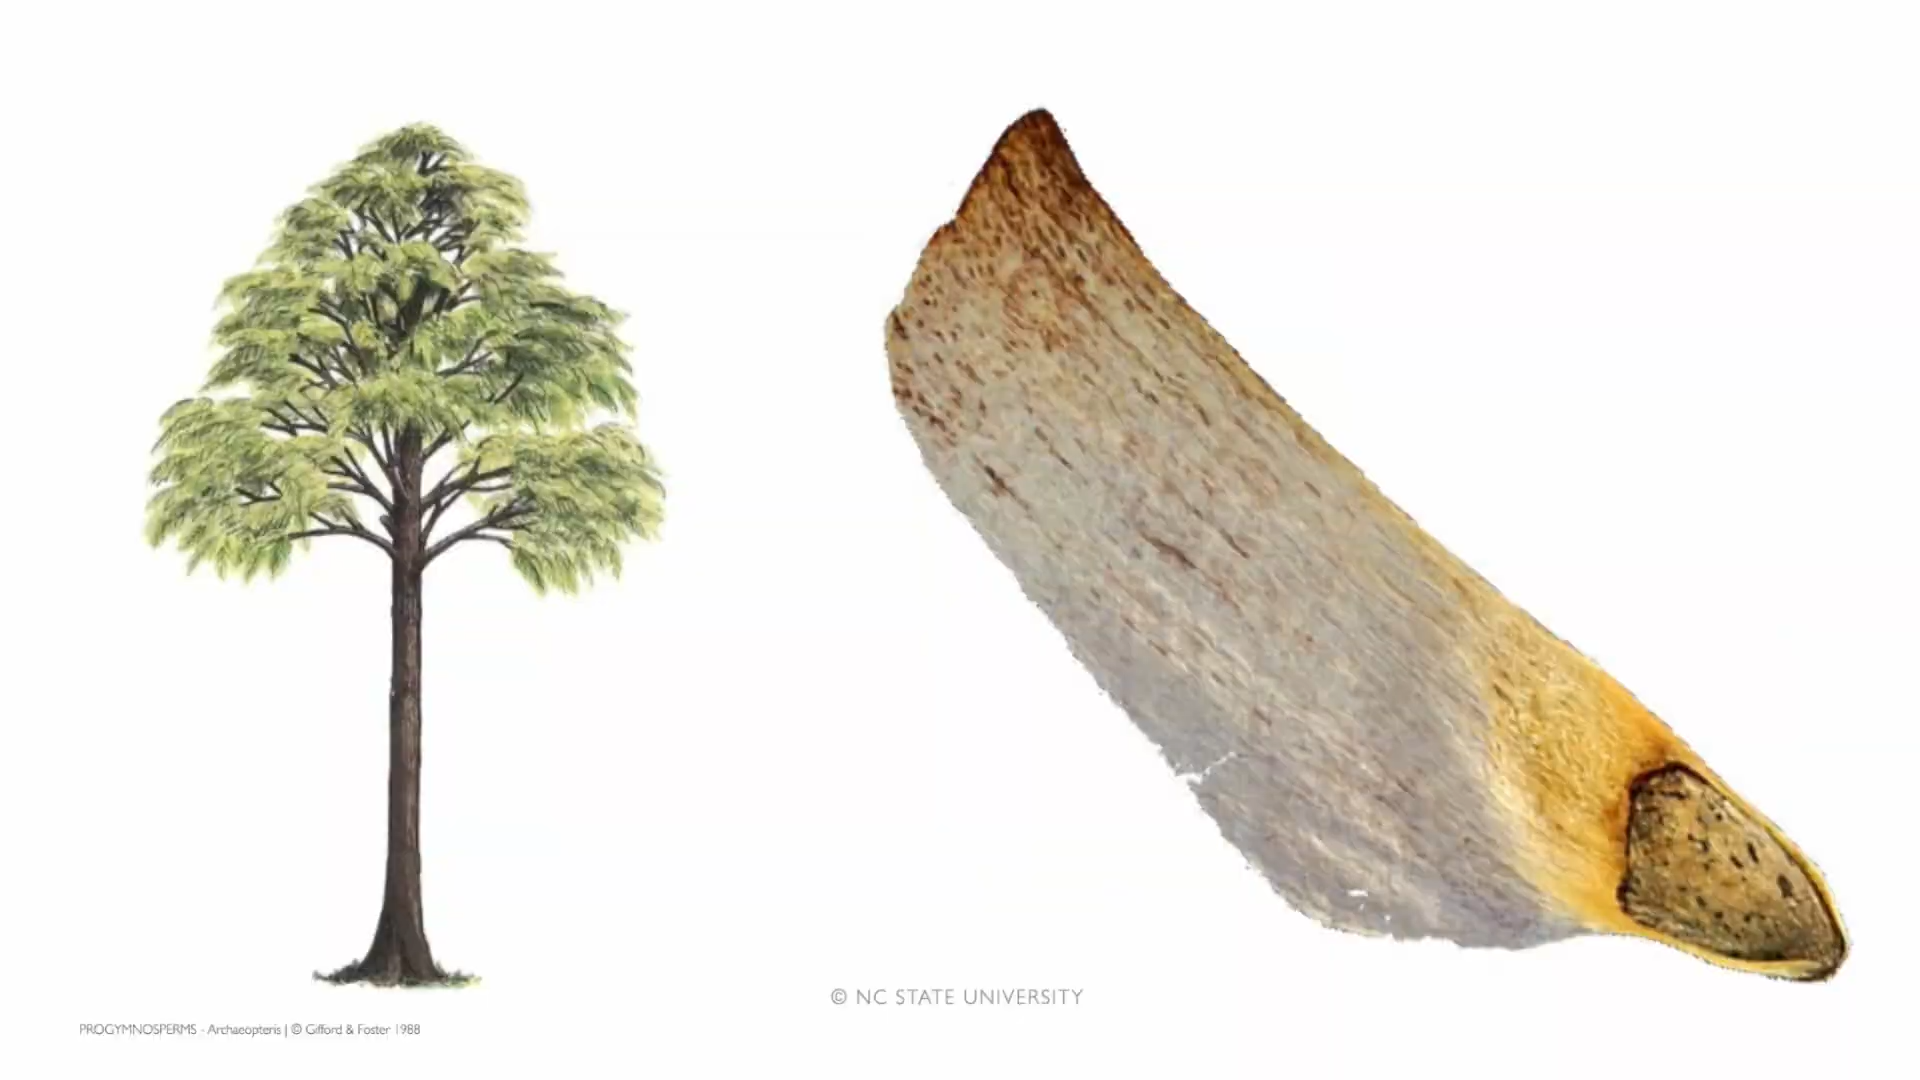 © NC STATE UNIVERSITY
PROGYMNOSPERMS - Archaeopteris | © Gifford & Foster 1988